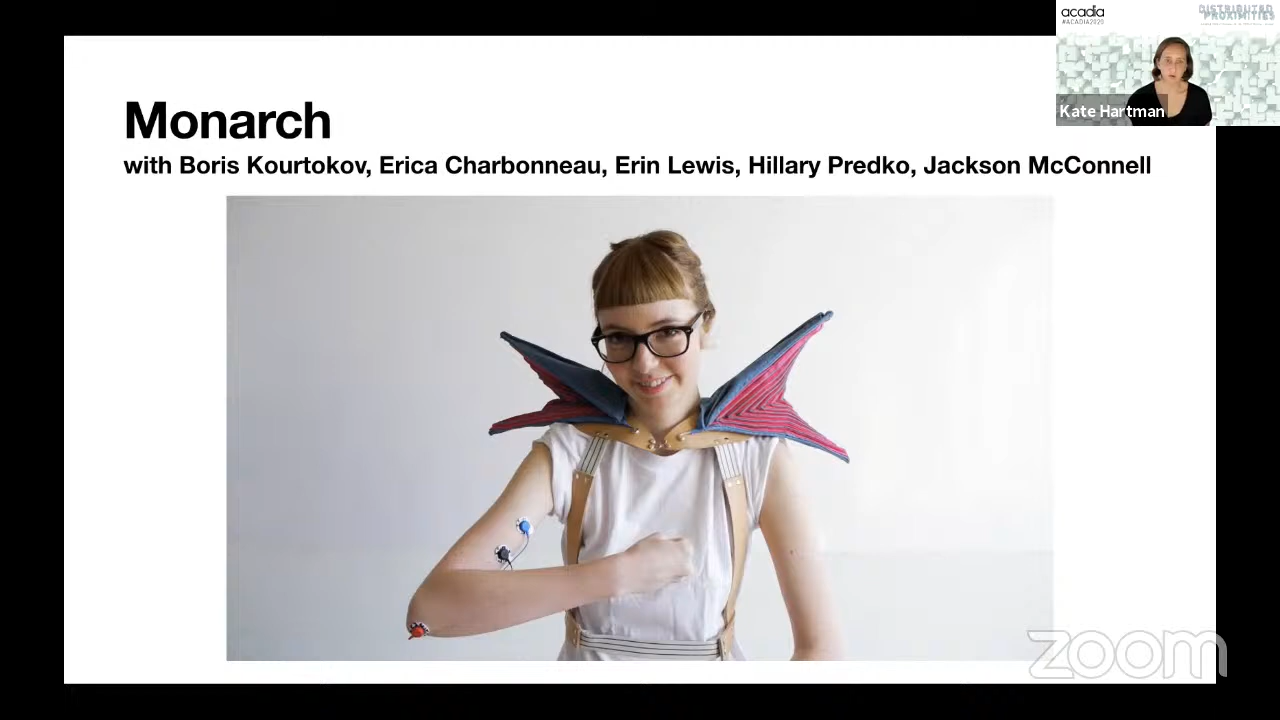 acadia
#ACADIA2020
DISTRIBUTED
PROXIMITIES
Kate Hartman
Monarch
with Boris Kourtokov, Erica Charbonneau, Erin Lewis, Hillary Predko, Jackson McConnell
zoom